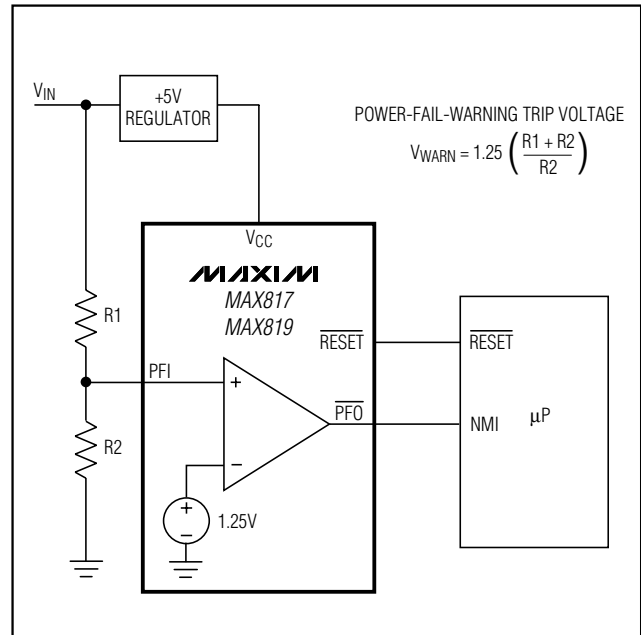 VIN
+5V
REGULATOR
POWER-FAIL-WARNING TRIP VOLTAGE
VWARN = 1.25 (R1 + R2 / R2)
VCC
MAXIM
MAX817
MAX819
R1
RESET
RESET
PFI
+
PFO
NMI
μP
R2
−
+
−
1.25V